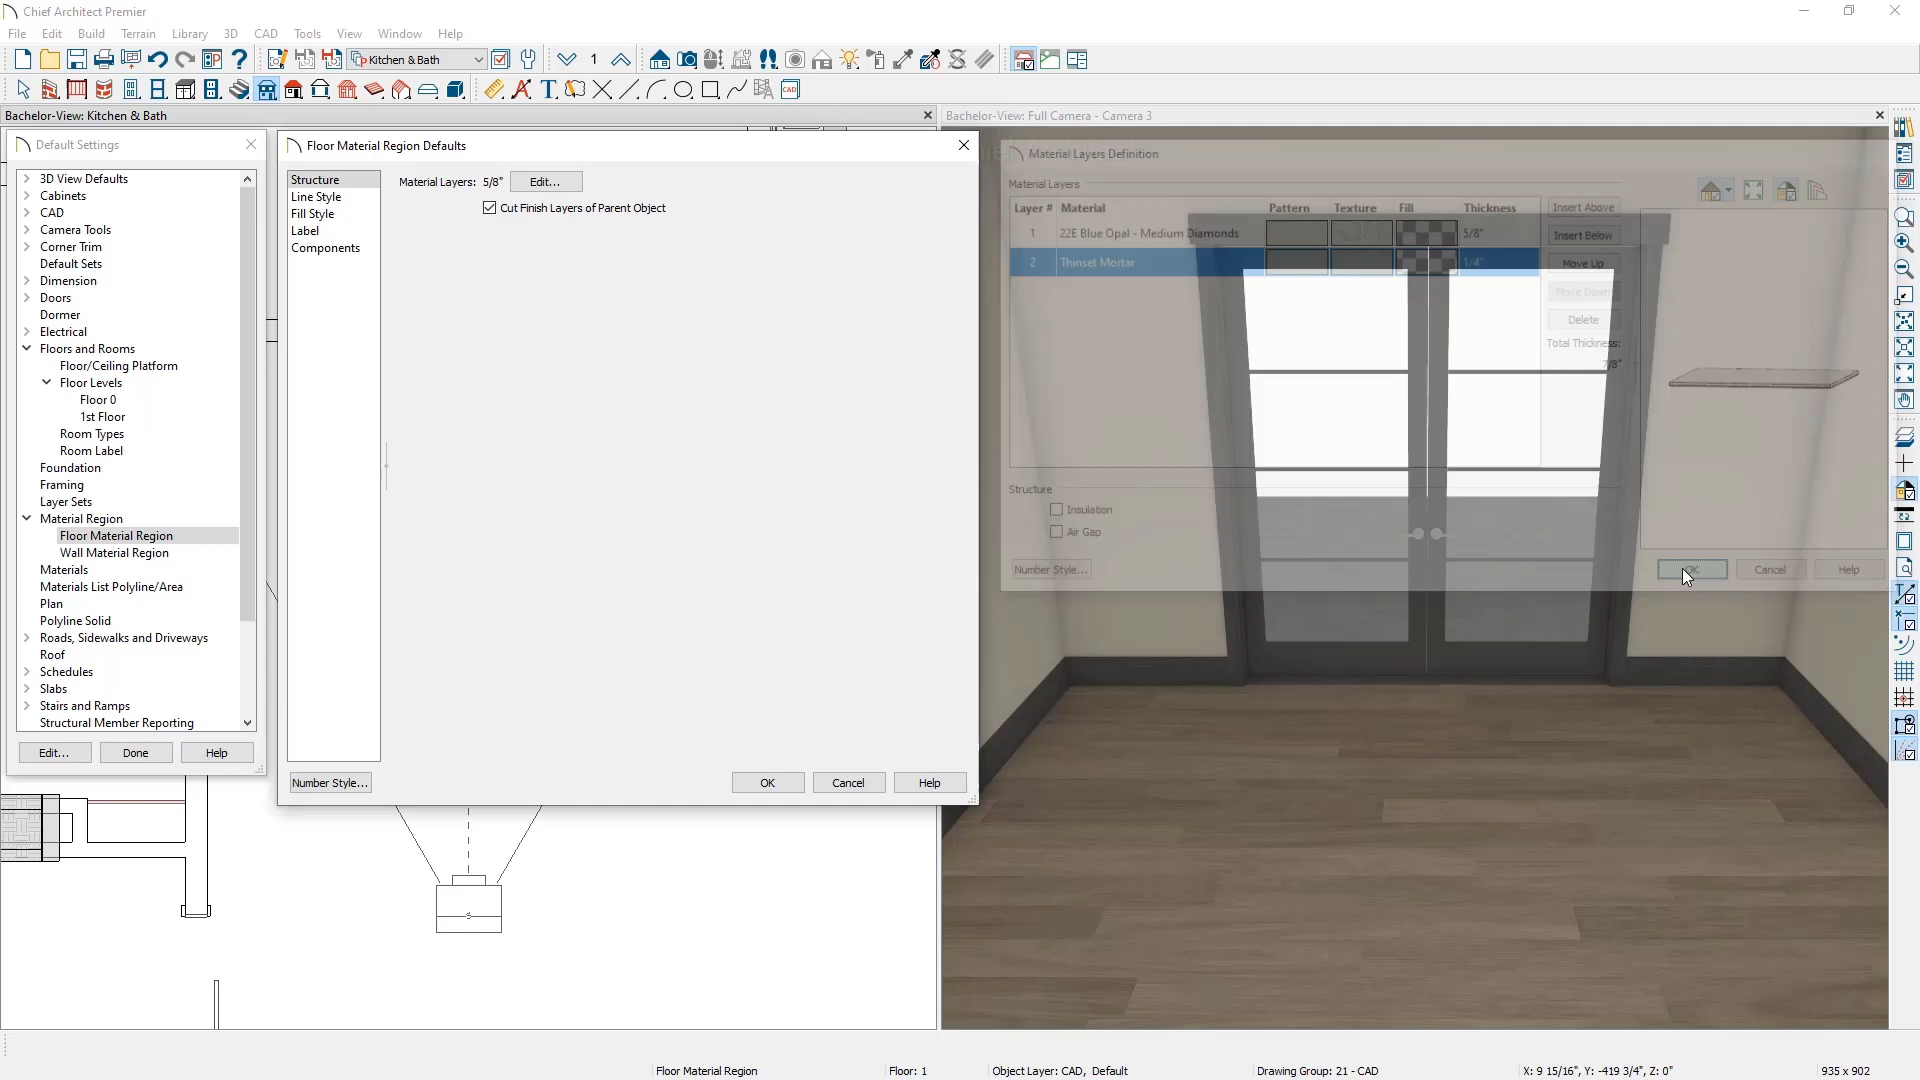 Chief Architect Premier
File Edit Build Terrain Library 3D CAD Tools View Window Help
Kitchen & Bath 1
CAD
Bachelor-View: Kitchen & Bath
Bachelor-View: Full Camera - Camera 3
Default Settings
3D View Defaults
Cabinets
CAD
Camera Tools
Corner Trim
Default Sets
Dimension
Doors
Dormer
Electrical
Floors and Rooms
Floor/Ceiling Platform
Floor Levels
Floor 0
1st Floor
Room Types
Room Label
Foundation
Framing
Layer Sets
Material Region
Floor Material Region
Wall Material Region
Materials
Materials List Polyline/Area
Plan
Polyline Solid
Roads, Sidewalks and Driveways
Roof
Schedules
Slabs
Stairs and Ramps
Structural Member Reporting
Edit... Done Help
Floor Material Region Defaults
Structure
Line Style
Fill Style
Label
Components
Material Layers: 5/8" Edit...
Cut Finish Layers of Parent Object
Number Style... OK Cancel Help
Material Layers Definition
Material Layers
Layer # Material Pattern Texture Fill Thickness
1 22E Blue Opal - Medium Diamonds 5/8"
2 Thinset Mortar 1/4"
Insert Above
Insert Below
Move Up
Move Down
Delete
Total Thickness:
7/8"
Structure
Insulation
Air Gap
Number Style... OK Cancel Help
S
Floor Material Region Floor: 1 Object Layer: CAD, Default Drawing Group: 21 - CAD X: 9 15/16", Y: -419 3/4", Z: 0" 935 x 902